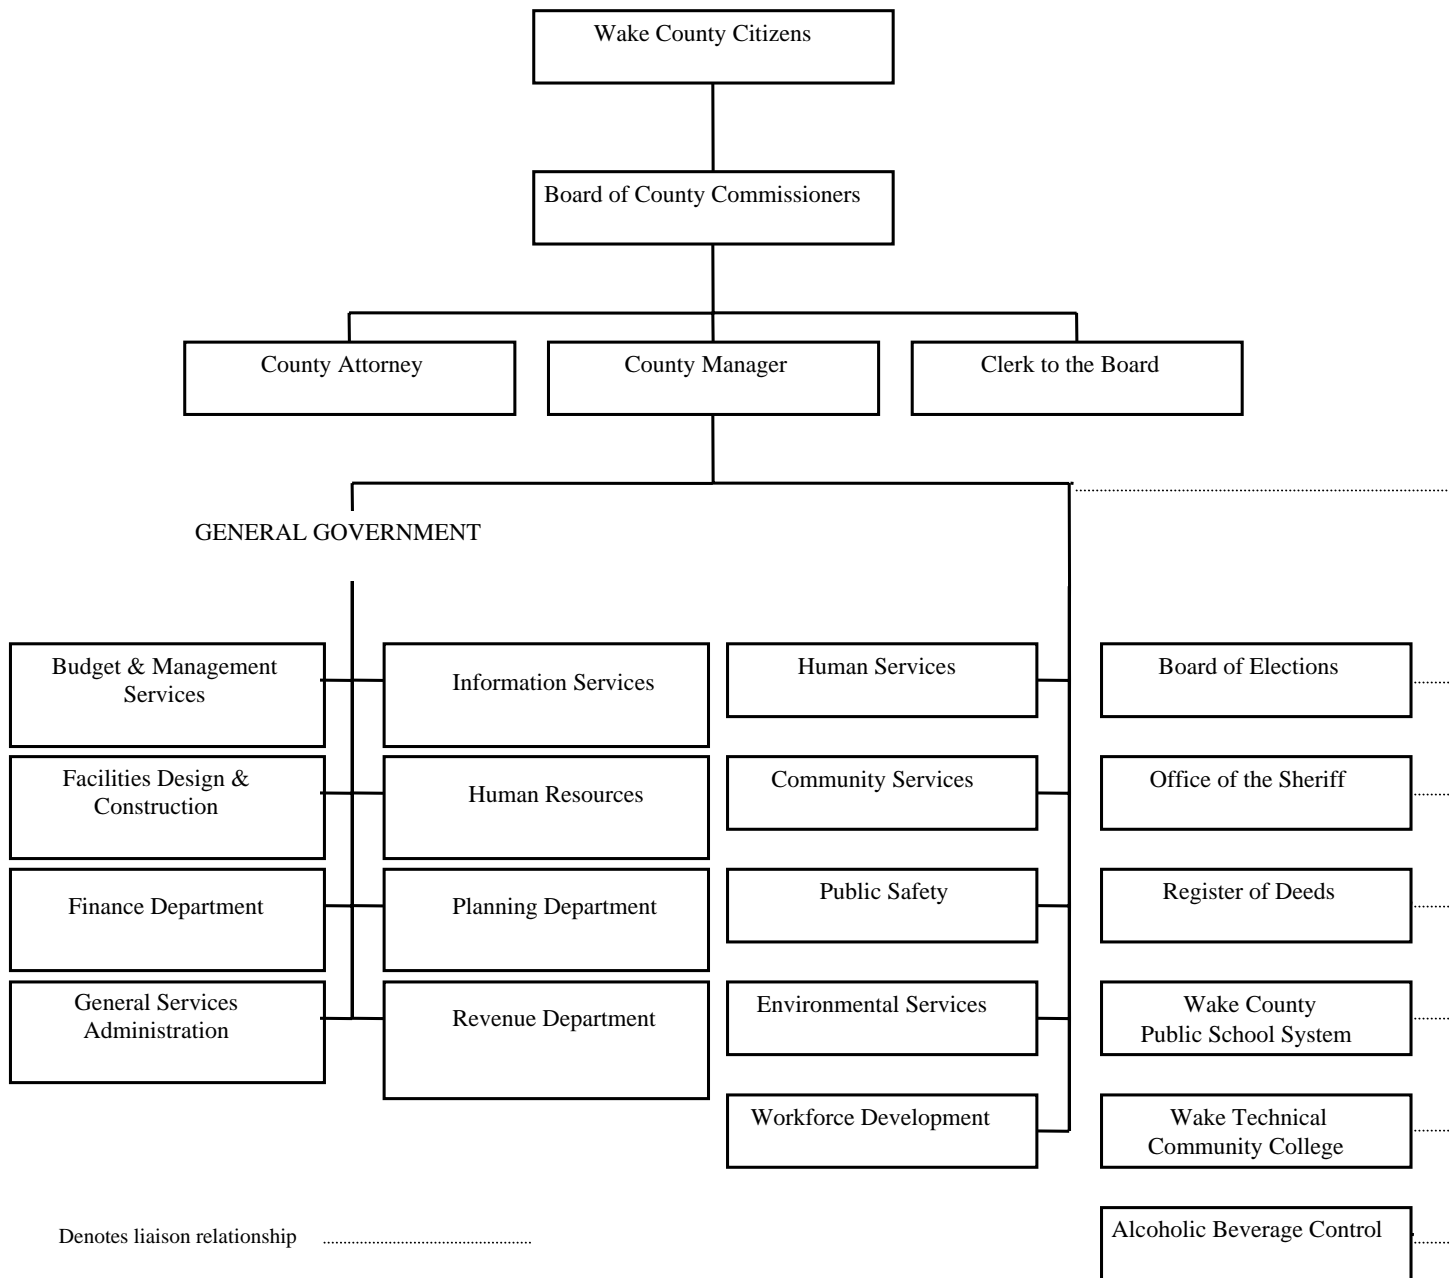 Wake County Citizens
Board of County Commissioners
County Attorney
County Manager
Clerk to the Board
GENERAL GOVERNMENT
Budget & Management
Services
Information Services
Human Services
Board of Elections
Facilities Design &
Construction
Human Resources
Community Services
Office of the Sheriff
Finance Department
Planning Department
Public Safety
Register of Deeds
General Services
Administration
Revenue Department
Environmental Services
Wake County
Public School System
Workforce Development
Wake Technical
Community College
Alcoholic Beverage Control
Denotes liaison relationship